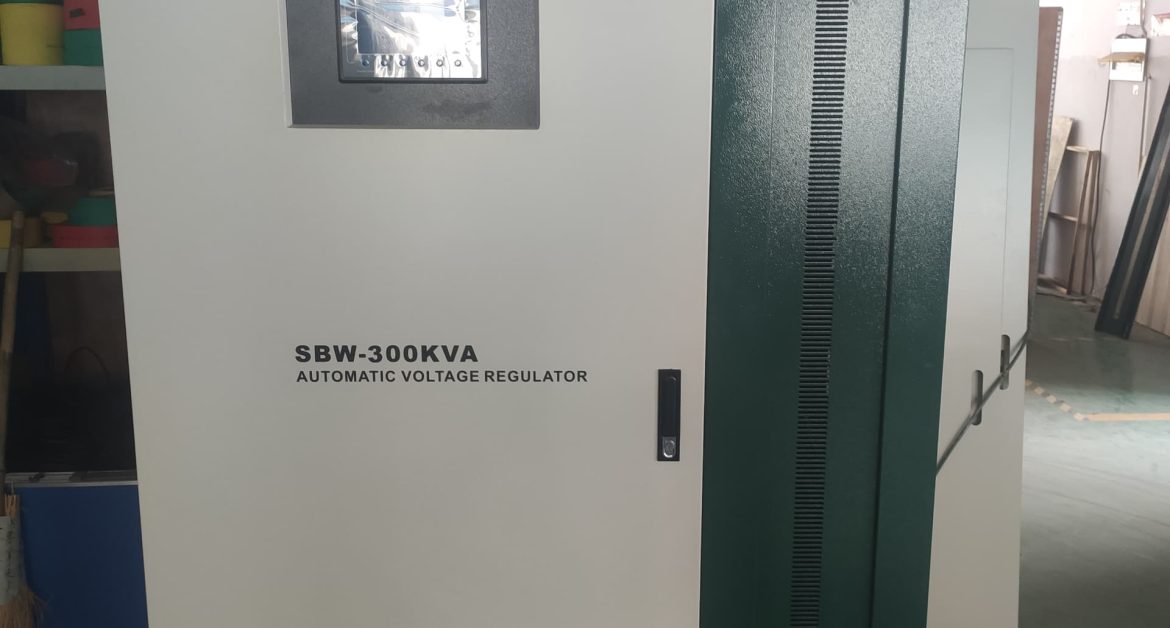 SBW-300KVA
AUTOMATIC VOLTAGE REGULATOR